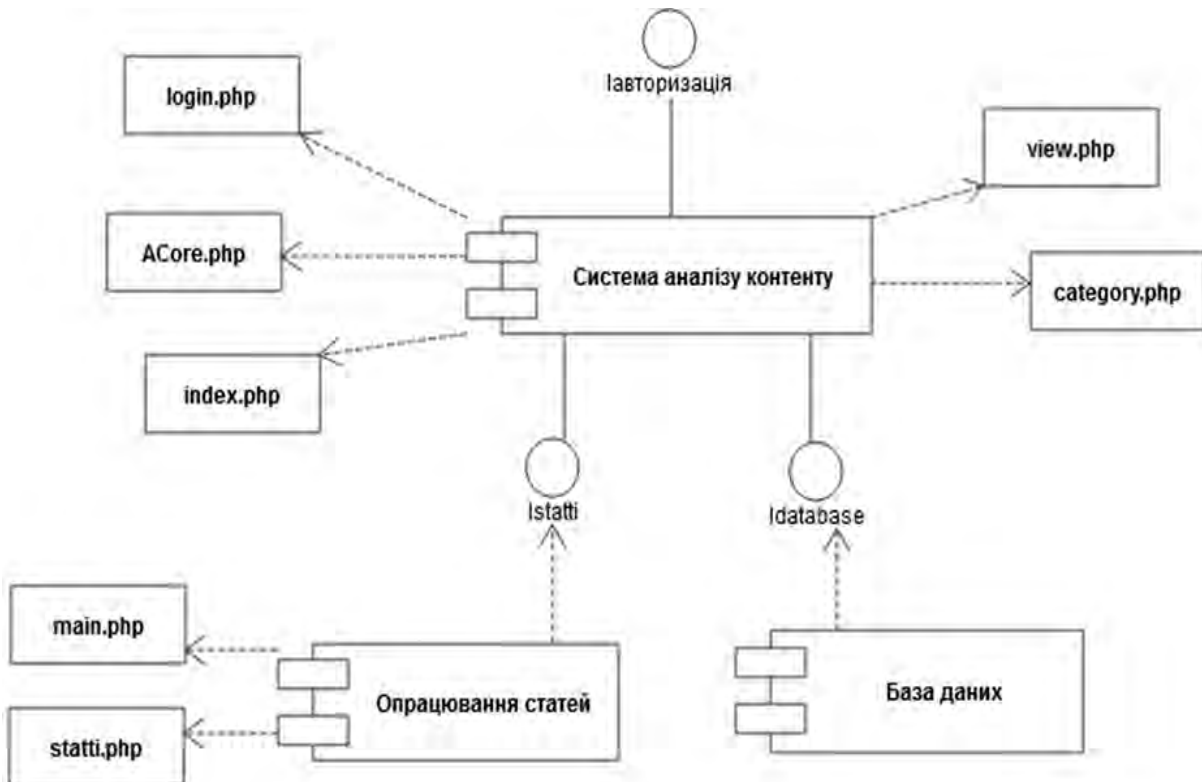 Іавторизація
login.php
view.php
ACore.php
Система аналізу контенту
category.php
index.php
Istatti
Idatabase
main.php
Опрацювання статей
База даних
statti.php